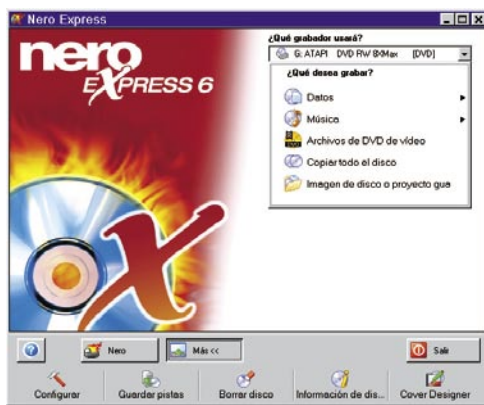 Nero Express
nero
EXPRESS 6
¿Qué grabador usará?
G: ATAPI DVD RW 8XMax [DVD]
¿Qué desea grabar?
Datos
Música
Archivos de DVD de vídeo
Copiar todo el disco
Imagen de disco o proyecto gua
Nero
Más <<
Salir
Configurar
Guardar pistas
Borrar disco
Información de dis...
Cover Designer